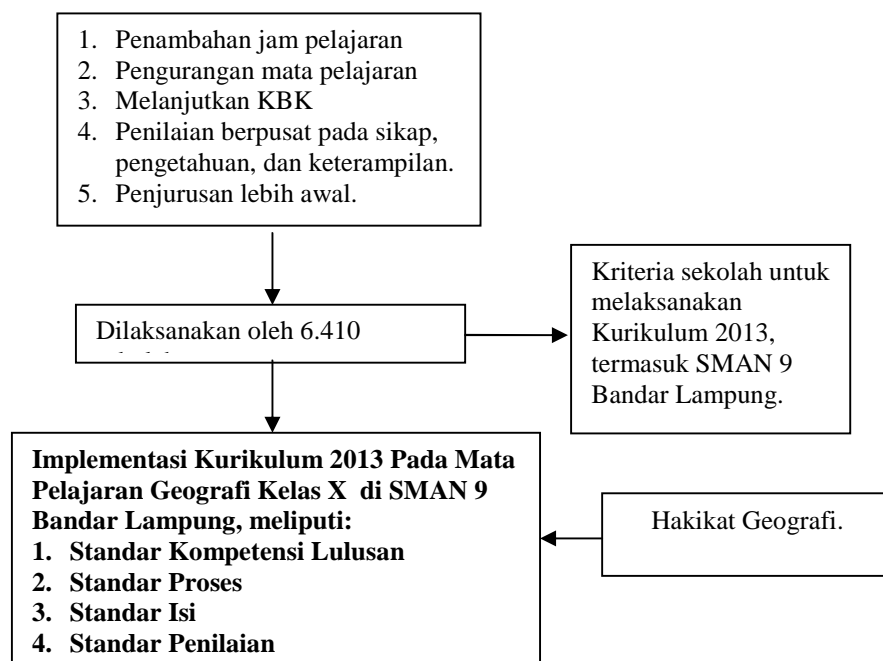 1. Penambahan jam pelajaran
2. Pengurangan mata pelajaran
3. Melanjutkan KBK
4. Penilaian berpusat pada sikap,
pengetahuan, dan keterampilan.
5. Penjurusan lebih awal.
Dilaksanakan oleh 6.410
Kriteria sekolah untuk
melaksanakan
Kurikulum 2013,
termasuk SMAN 9
Bandar Lampung.
Implementasi Kurikulum 2013 Pada Mata
Pelajaran Geografi Kelas X di SMAN 9
Bandar Lampung, meliputi:
1. Standar Kompetensi Lulusan
2. Standar Proses
3. Standar Isi
4. Standar Penilaian
Hakikat Geografi.